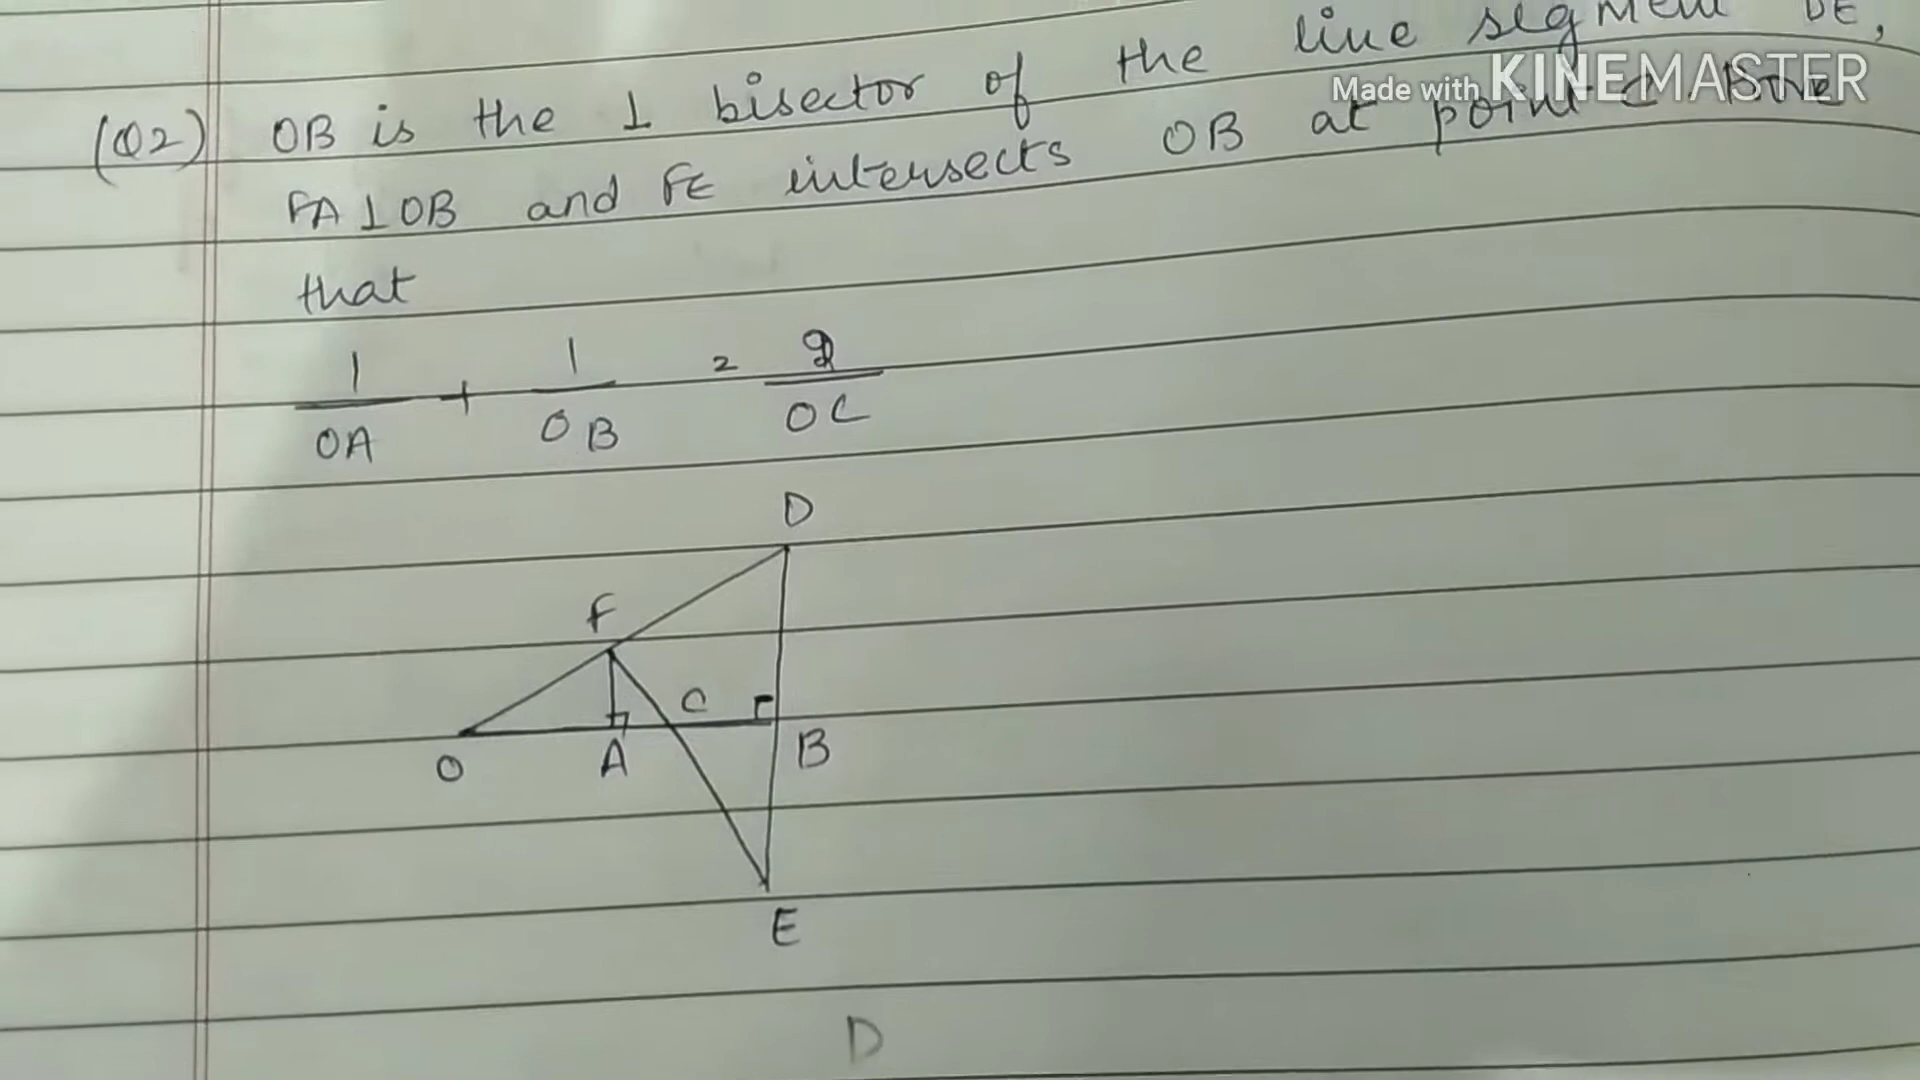 line segment DE,
Made with KINEMASTER
(Q2) OB is the ⊥ bisector of the
FA⊥OB and FE intersects OB at point C. Prove
that
1/OA + 1/OB = 2/OC
D
F
C
O A B
E
D